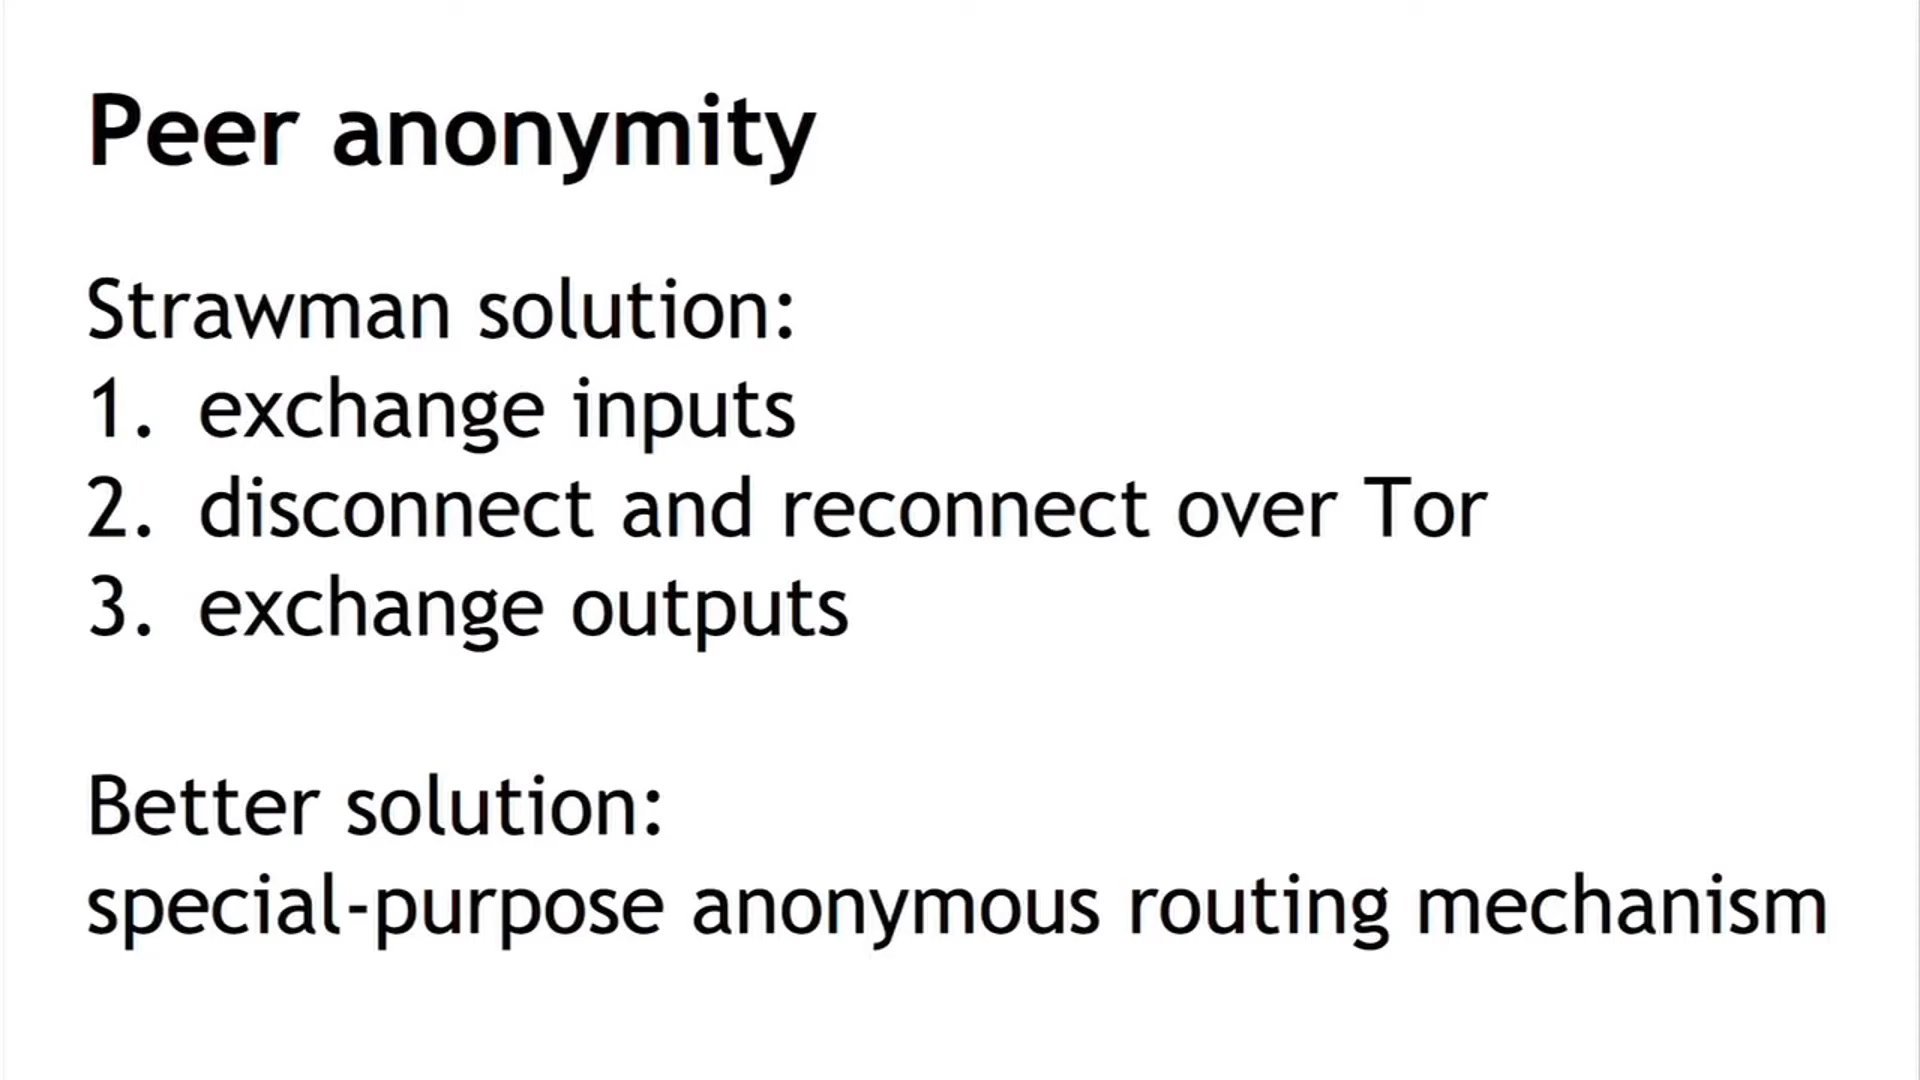 Peer anonymity
Strawman solution:
1. exchange inputs
2. disconnect and reconnect over Tor
3. exchange outputs
Better solution:
special-purpose anonymous routing mechanism